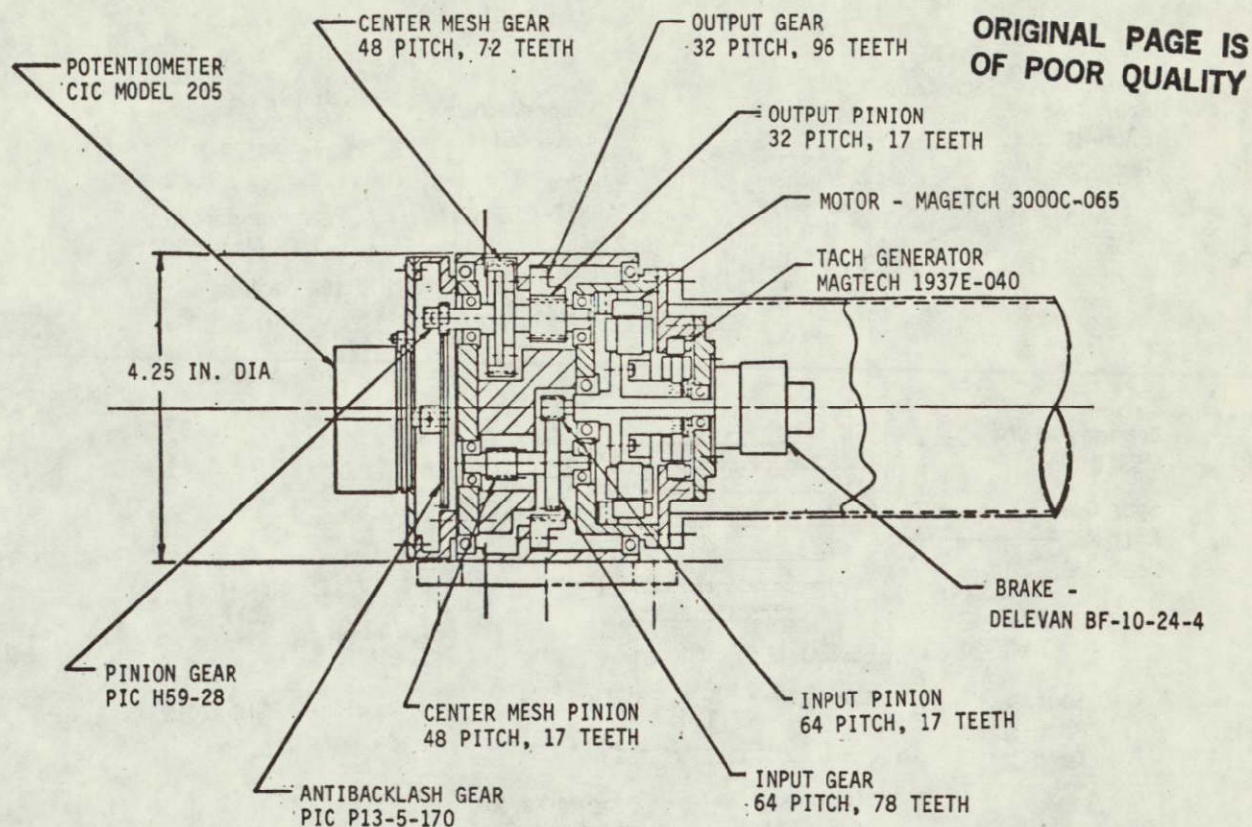 ORIGINAL PAGE IS
OF POOR QUALITY
CENTER MESH GEAR
48 PITCH, 72 TEETH
OUTPUT GEAR
32 PITCH, 96 TEETH
POTENTIOMETER
CIC MODEL 205
OUTPUT PINION
32 PITCH, 17 TEETH
MOTOR - MAGETCH 3000C-065
TACH GENERATOR
MAGTECH 1937E-040
4.25 IN. DIA
BRAKE -
DELEVAN BF-10-24-4
PINION GEAR
PIC H59-28
CENTER MESH PINION
48 PITCH, 17 TEETH
INPUT PINION
64 PITCH, 17 TEETH
ANTIBACKLASH GEAR
PIC P13-5-170
INPUT GEAR
64 PITCH, 78 TEETH